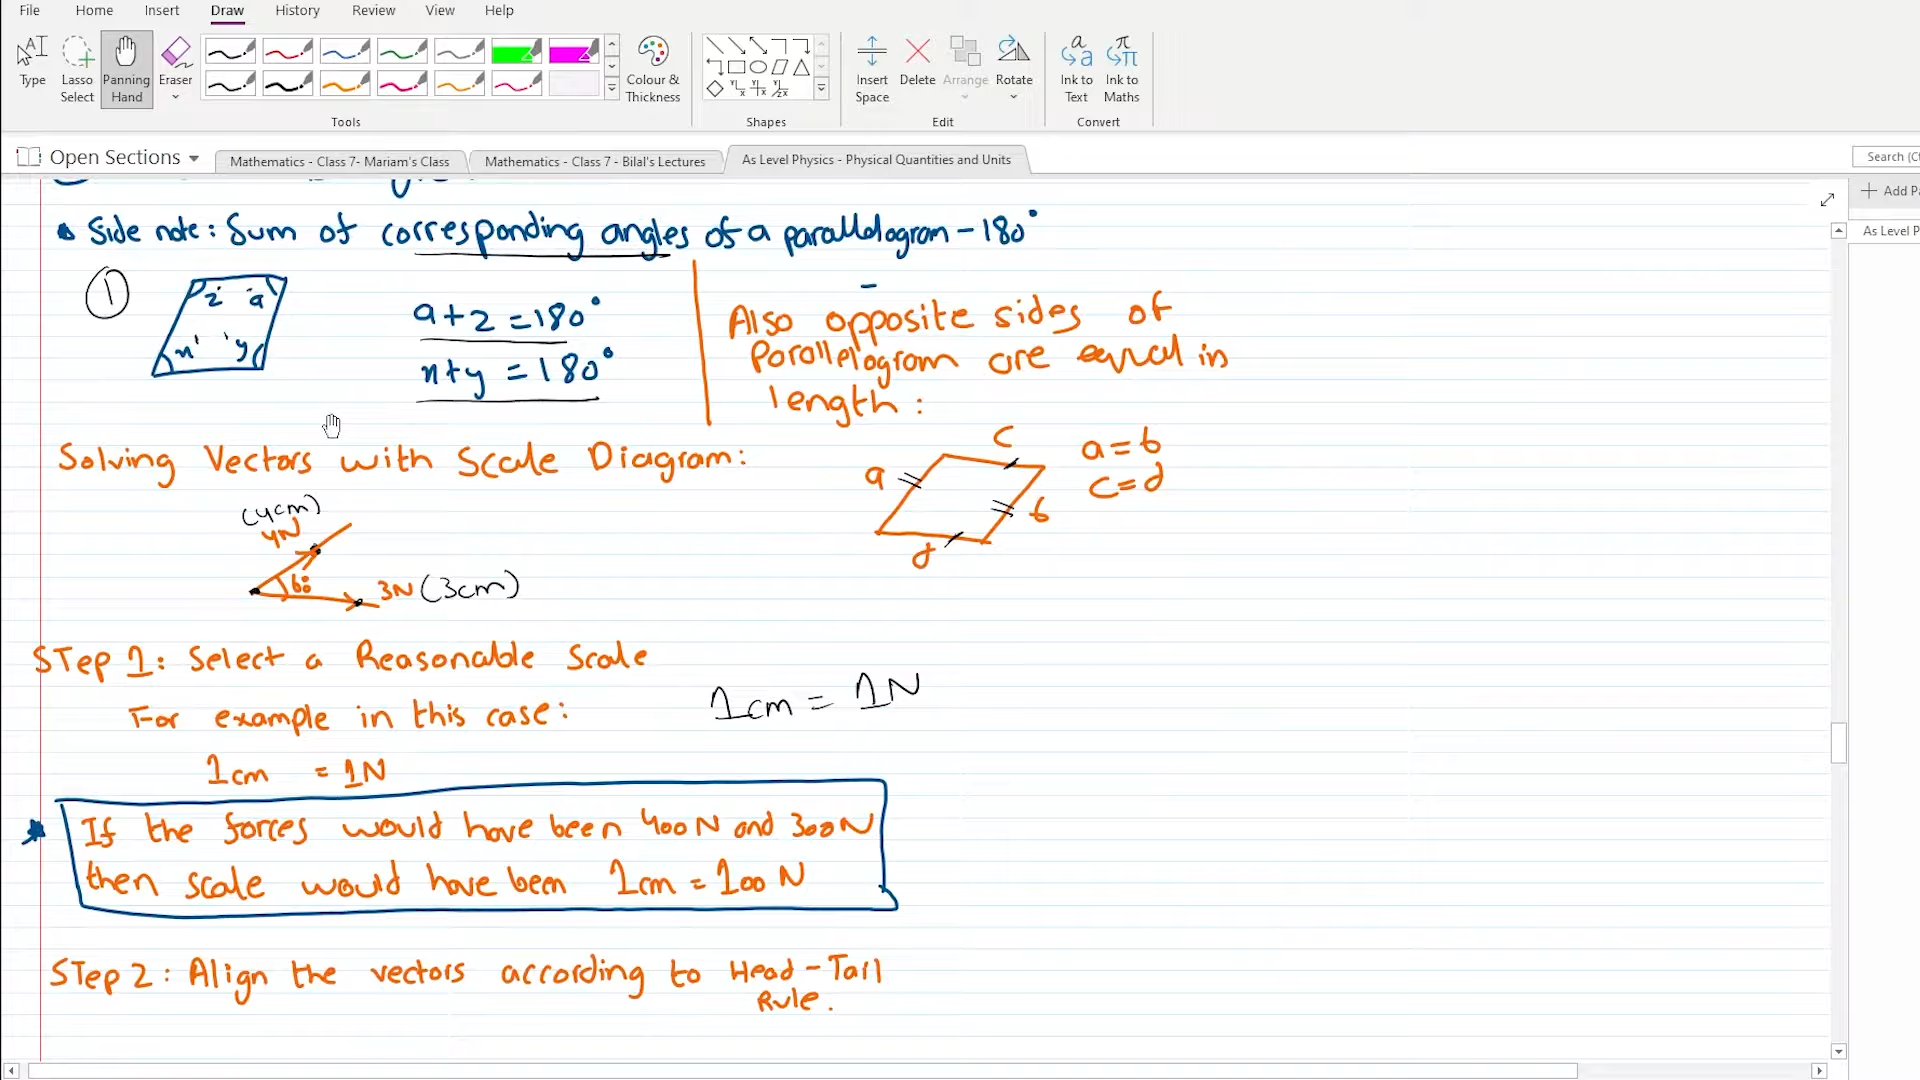 File Home Insert Draw History Review View Help
Type
Lasso Select
Panning Hand
Eraser
Colour & Thickness
Insert Space
Delete
Arrange
Rotate
Ink to Text
Ink to Maths
Tools
Shapes
Edit
Convert
Open Sections
Mathematics - Class 7- Mariam's Class
Mathematics - Class 7 - Bilal's Lectures
As Level Physics - Physical Quantities and Units
Search (Ct
Add Pa
As Level P
Side note: Sum of corresponding angles of a parallelogram - 180°
1
z a
x y
a+z = 180°
x+y = 180°
Also opposite sides of
Parallelogram are equal in
length:
c
a
b
d
a = b
c = d
Solving Vectors with Scale Diagram:
(4cm)
4N
60
3N (3cm)
Step 1: Select a Reasonable Scale
For example in this case:
1cm = 1N
1cm = 1N
If the forces would have been 400N and 300N
then scale would have been 1cm = 100N
Step 2: Align the vectors according to Head-Tail
Rule.